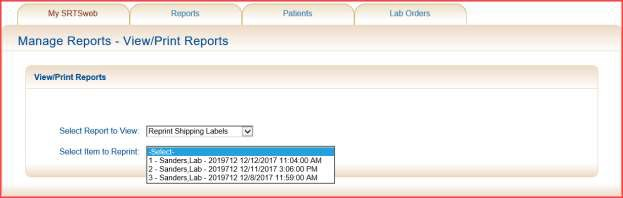 My SRTSweb Reports Patients Lab Orders
Manage Reports - View/Print Reports
View/Print Reports
Select Report to View: Reprint Shipping Labels
Select Item to Reprint: -Select-
1 - Sanders,Lab - 2019712 12/12/2017 11:04:00 AM
2 - Sanders,Lab - 2019712 12/11/2017 3:06:00 PM
3 - Sanders,Lab - 2019712 12/8/2017 11:59:00 AM